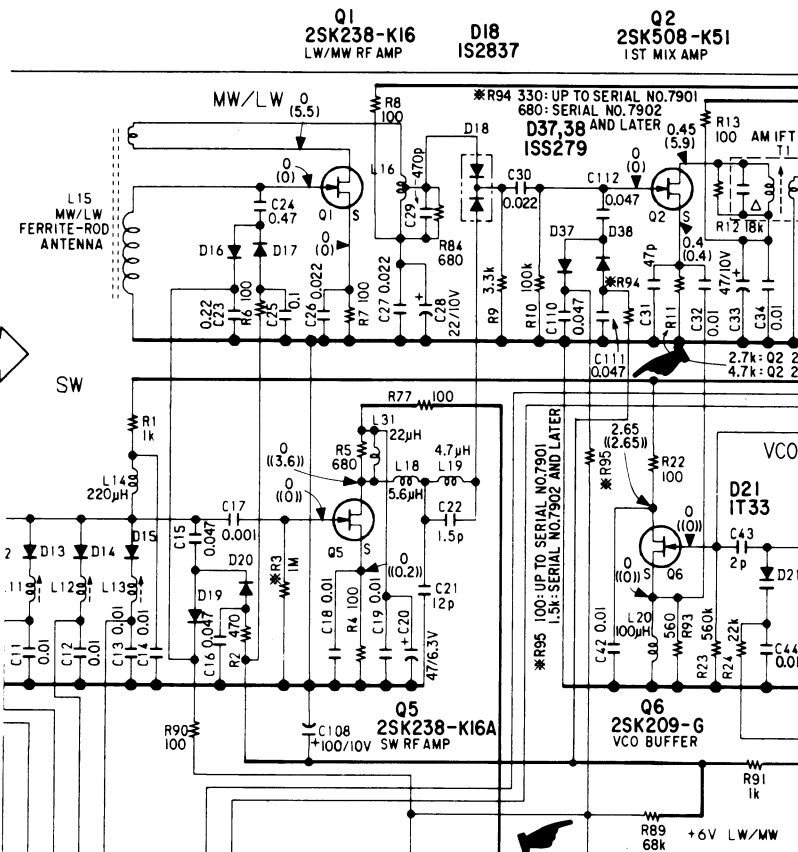 Q1
2SK238-K16
LW/MW RF AMP
D18
1S2837
Q2
2SK508-K51
1ST MIX AMP
MW/LW
0
(5.5)
R8
100
※R94 330: UP TO SERIAL NO.7901
680: SERIAL NO.7902
AND LATER
D37,38
1SS279
D18
0.45
(5.9)
R13
100
AM IFT
T1
0
(0)
L16
470p
C29
C30
0.022
C112
0.047
0
(0)
L15
MW/LW
FERRITE-ROD
ANTENNA
C24
0.47
Q1
S
0
(0)
R84
680
Q2
S
R12 18k
D16
D17
D37
D38
0.4
(0.4)
0.22
C23
R6 100
C25
0.1
C26 0.022
R7 100
C27 0.022
C28
22/10V
R9 3.3k
R10 100k
C110
0.047
※R94
C111
0.047
47p
C31
R11
C32
0.01
47/10V
C33
C34
0.01
2.7k: Q2 2
4.7k: Q2 2
SW
R77
100
R1
1k
L31
22μH
R5
680
4.7μH
L18
L19
5.6μH
0
((3.6))
0
((0))
L14
220μH
C17
0.001
C22
1.5p
Q5
S
0
((0.2))
※R95 100: UP TO SERIAL NO.7901
1.5k: SERIAL NO.7902 AND LATER
※R95
2.65
((2.65))
R22
100
VCO
D21
1T33
0
((0))
C43
2p
0
((0))
S
Q6
D21
2
D13
D14
D15
C15
0.047
D20
※R3
1M
L11
L12
L13
D19
C21
12p
L20
100μH
C11
0.01
C12
0.01
C13 0.01
C14 0.01
C16 0.047
R2 470
C18 0.01
R4 100
C19 0.01
C20
47/6.3V
C42 0.01
560
R93
R23 560k
R24 22k
C44
0.01
R90
100
C108
100/10V
Q5
2SK238-K16A
SW RF AMP
Q6
2SK209-G
VCO BUFFER
R91
1k
R89
68k
+6V LW/MW